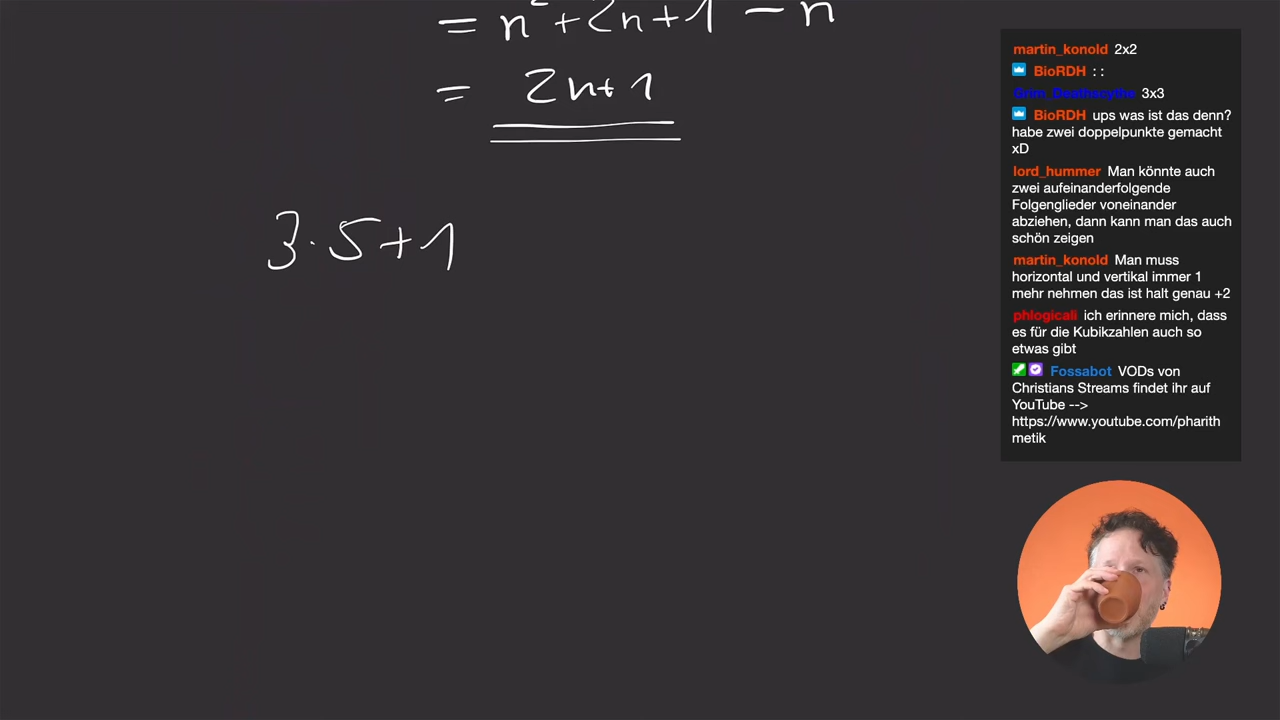 = n² + 2n + 1 − n
= 2n+1
3·5+1
martin_konold 2x2
BioRDH : :
Grim_Deathscythe 3x3
BioRDH ups was ist das denn?
habe zwei doppelpunkte gemacht
xD
lord_hummer Man könnte auch
zwei aufeinanderfolgende
Folgenglieder voneinander
abziehen, dann kann man das auch
schön zeigen
martin_konold Man muss
horizontal und vertikal immer 1
mehr nehmen das ist halt genau +2
phlogicali ich erinnere mich, dass
es für die Kubikzahlen auch so
etwas gibt
Fossabot VODs von
Christians Streams findet ihr auf
YouTube -->
https://www.youtube.com/pharith
metik